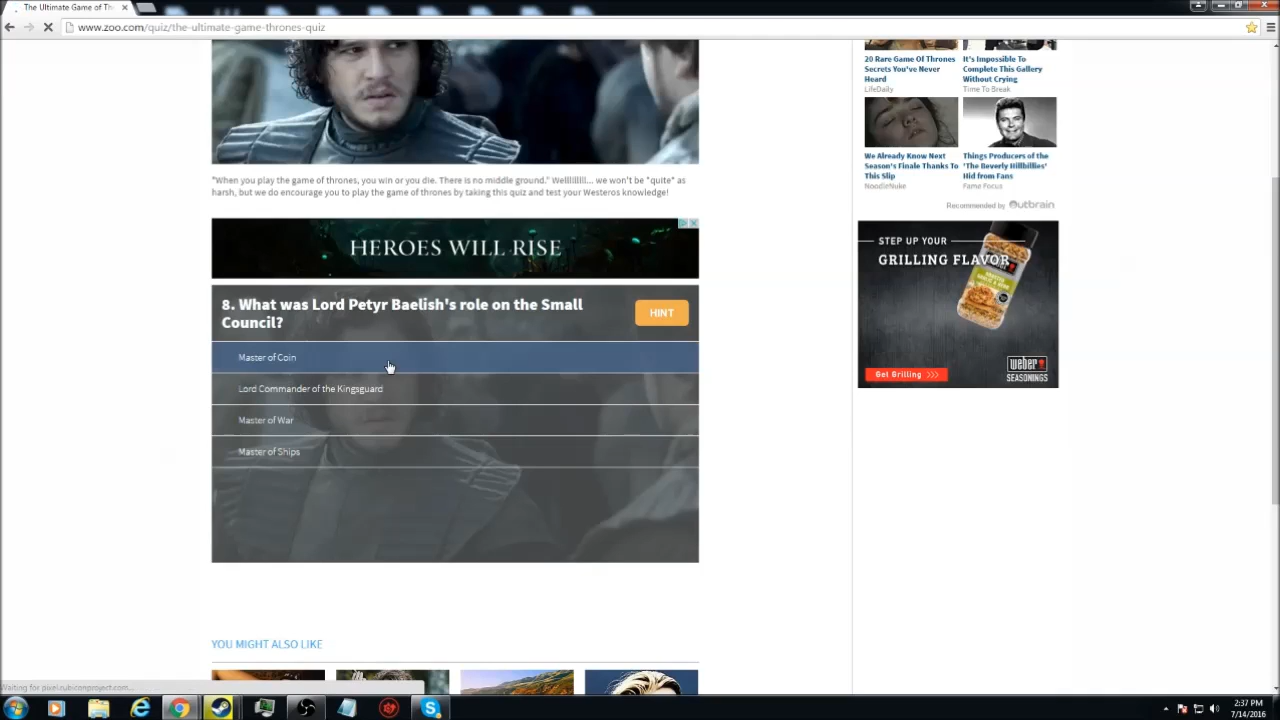 The Ultimate Game of Th
www.zoo.com/quiz/the-ultimate-game-thrones-quiz
"When you play the game of thrones, you win or you die. There is no middle ground." Wellllllll... we won't be "quite" as
harsh, but we do encourage you to play the game of thrones by taking this quiz and test your Westeros knowledge!
HEROES WILL RISE
8. What was Lord Petyr Baelish's role on the Small
Council?
HINT
Master of Coin
Lord Commander of the Kingsguard
Master of War
Master of Ships
YOU MIGHT ALSO LIKE
20 Rare Game Of Thrones
Secrets You've Never
Heard
LifeDaily
It's Impossible To
Complete This Gallery
Without Crying
Time To Break
We Already Know Next
Season's Finale Thanks To
This Slip
NoodleNuke
Things Producers of the
'The Beverly Hillbillies'
Hid from Fans
Fame Focus
Recommended by Outbrain
STEP UP YOUR
GRILLING FLAVOR
Get Grilling >>>
weber
SEASONINGS
Waiting for pixel.rubiconproject.com...
2:37 PM
7/14/2016